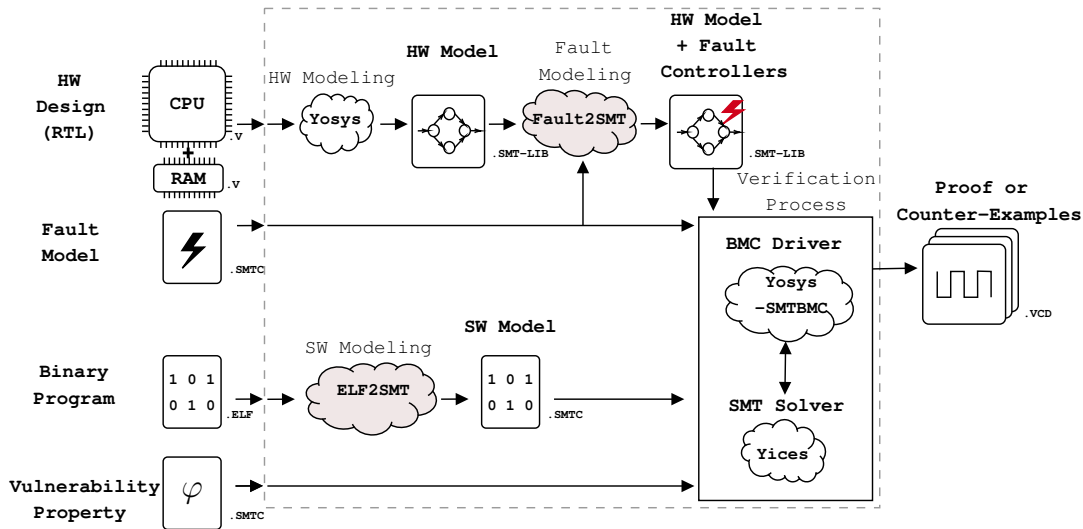 HW
Design
(RTL)
CPU
.V
+
RAM
.V
HW Modeling
Yosys
HW Model
.SMT-LIB
Fault
Modeling
Fault2SMT
HW Model
+ Fault
Controllers
.SMT-LIB
Fault
Model
.SMTC
Verification
Process
BMC Driver
Yosys
-SMTBMC
SMT Solver
Yices
Proof or
Counter-Examples
.VCD
Binary
Program
1 0 1
0 1 0
.ELF
SW Modeling
ELF2SMT
SW Model
1 0 1
0 1 0
.SMTC
Vulnerability
Property
φ
.SMTC